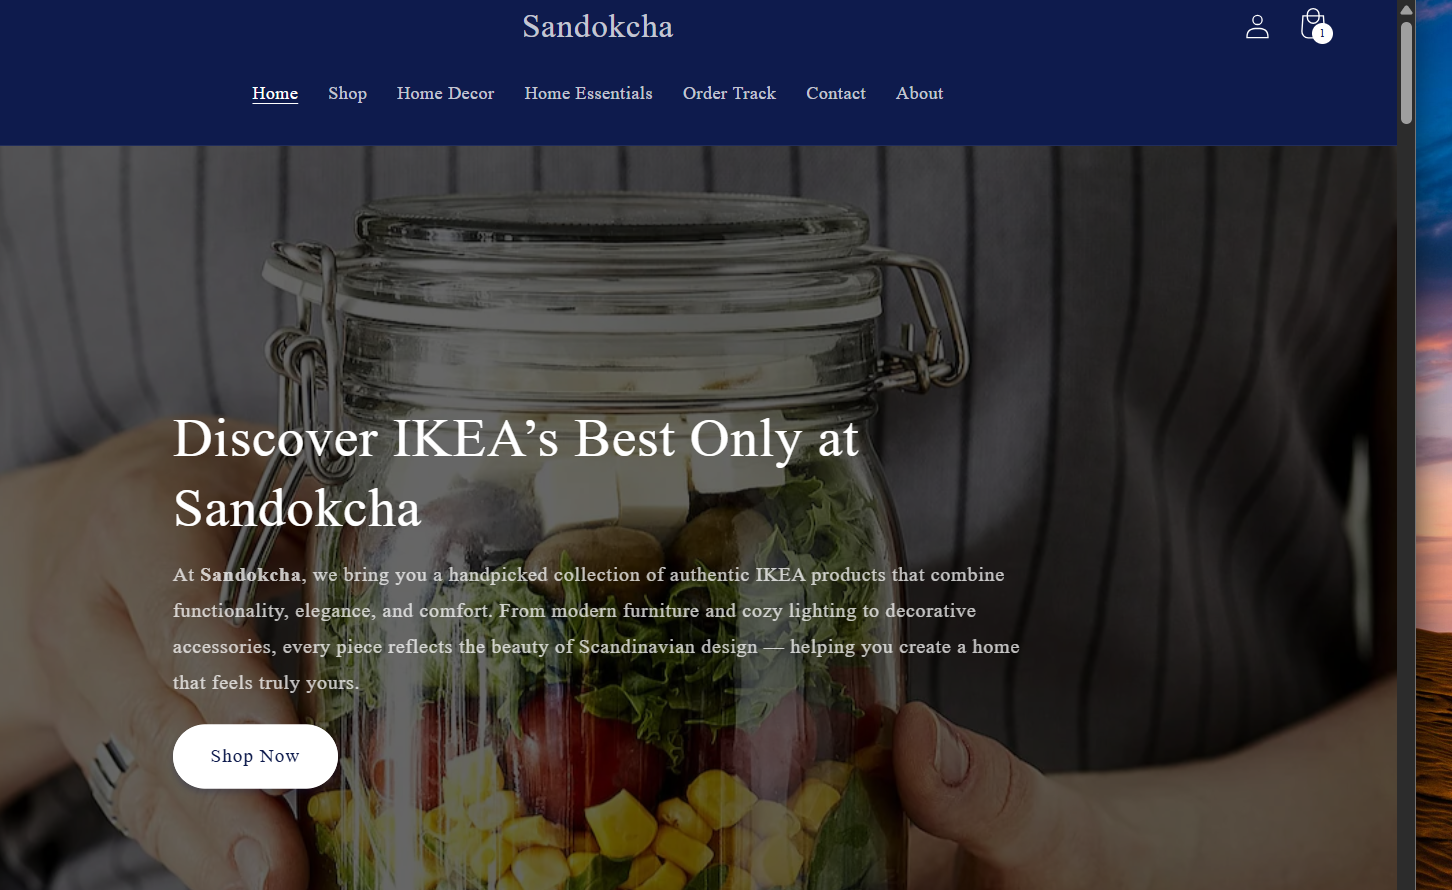 Sandokcha
1
Home Shop Home Decor Home Essentials Order Track Contact About
Discover IKEA’s Best Only at
Sandokcha
At Sandokcha, we bring you a handpicked collection of authentic IKEA products that combine
functionality, elegance, and comfort. From modern furniture and cozy lighting to decorative
accessories, every piece reflects the beauty of Scandinavian design — helping you create a home
that feels truly yours.
Shop Now